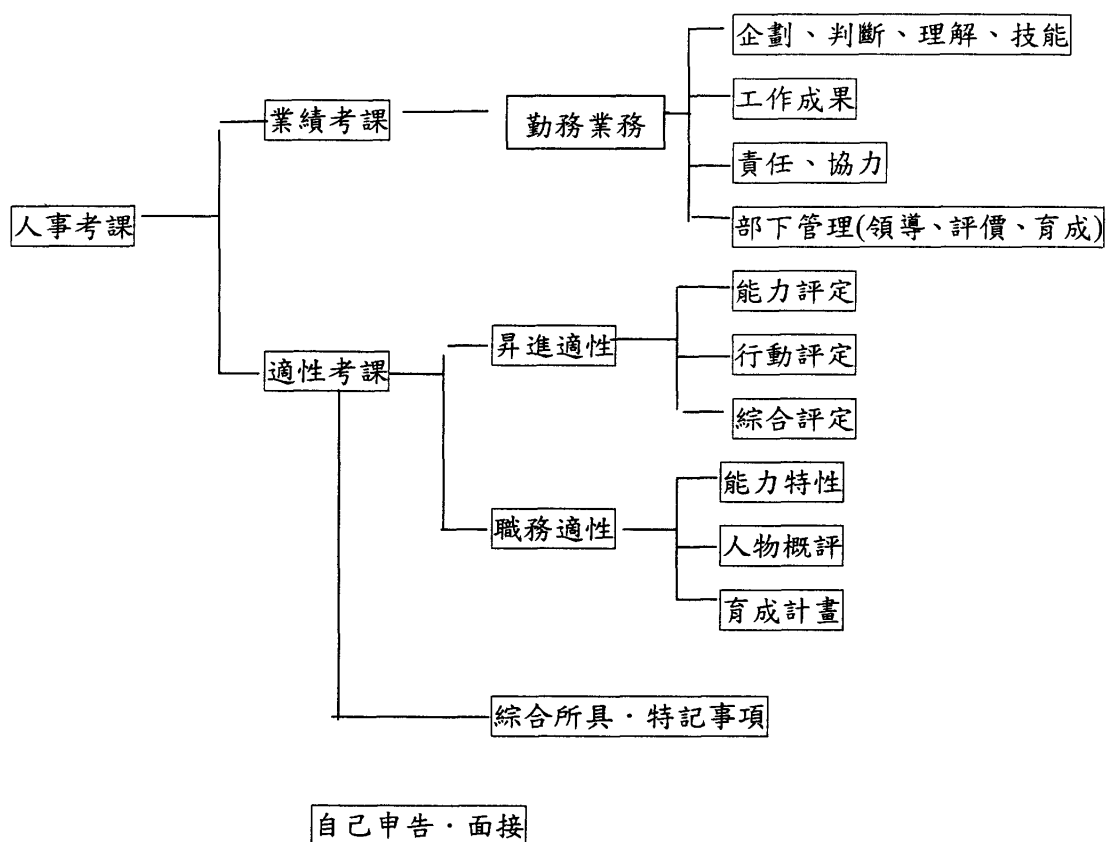 企劃、判斷、理解、技能
工作成果
業績考課
勤務業務
責任、協力
人事考課
部下管理(領導、評價、育成)
能力評定
昇進適性
行動評定
適性考課
綜合評定
能力特性
職務適性
人物概評
育成計畫
綜合所具·特記事項
自己申告·面接